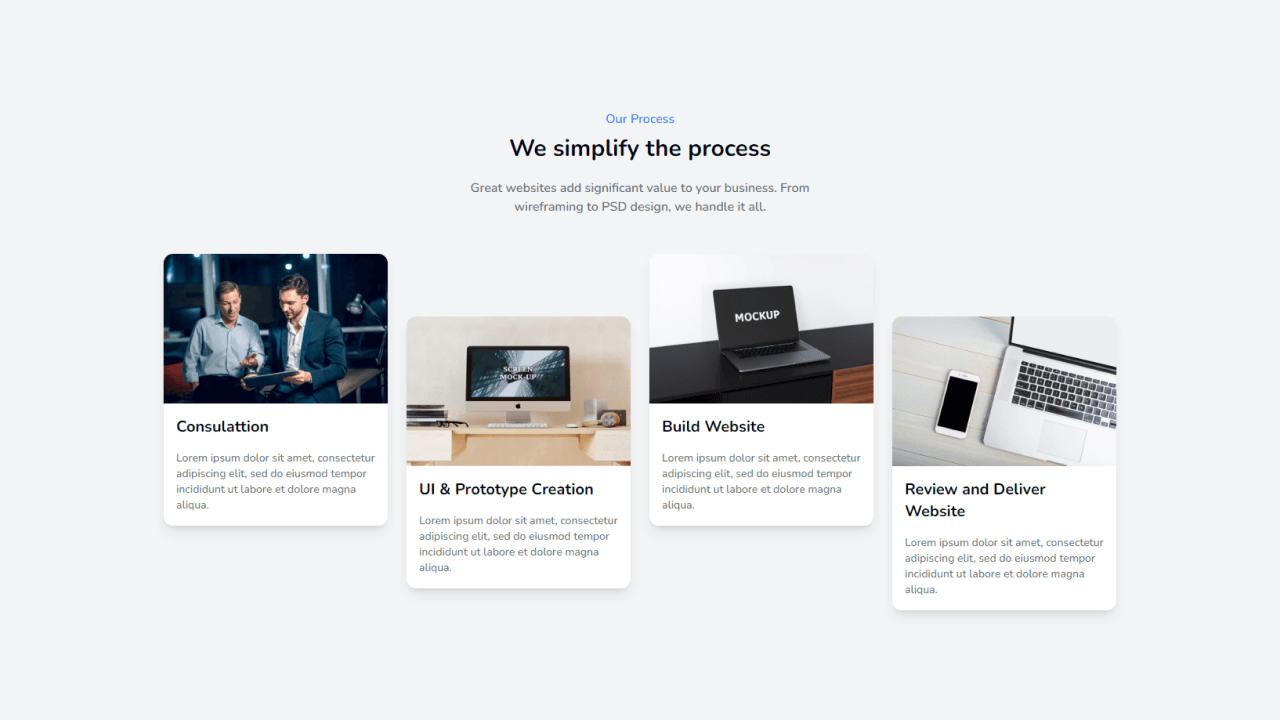 Our Process
We simplify the process
Great websites add significant value to your business. From
wireframing to PSD design, we handle it all.
Consulattion
Lorem ipsum dolor sit amet, consectetur
adipiscing elit, sed do eiusmod tempor
incididunt ut labore et dolore magna
aliqua.
SCREEN
MOCK-UP
UI & Prototype Creation
Lorem ipsum dolor sit amet, consectetur
adipiscing elit, sed do eiusmod tempor
incididunt ut labore et dolore magna
aliqua.
MOCKUP
Build Website
Lorem ipsum dolor sit amet, consectetur
adipiscing elit, sed do eiusmod tempor
incididunt ut labore et dolore magna
aliqua.
Review and Deliver
Website
Lorem ipsum dolor sit amet, consectetur
adipiscing elit, sed do eiusmod tempor
incididunt ut labore et dolore magna
aliqua.